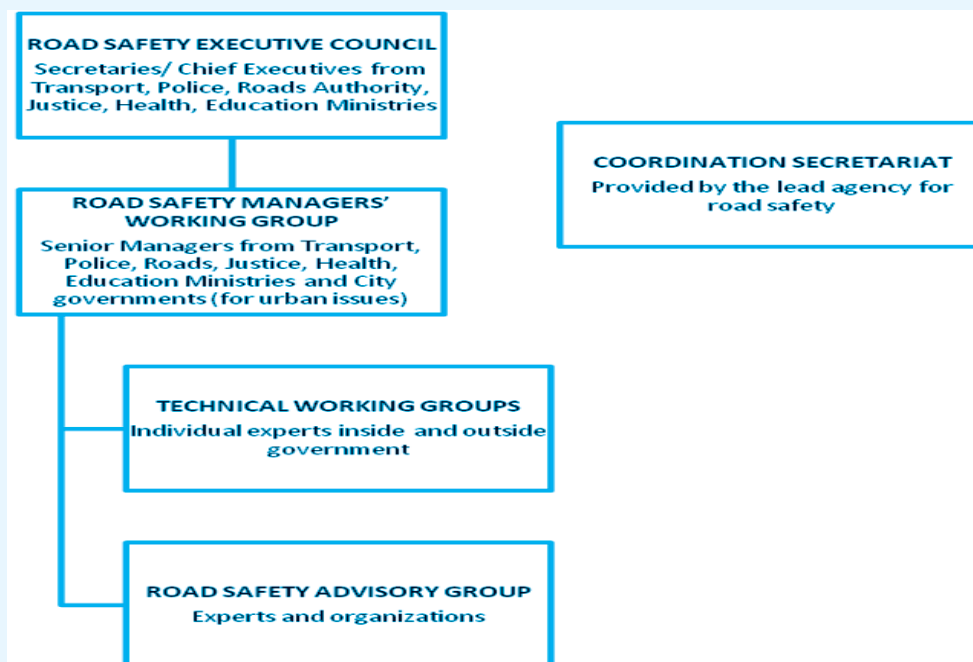 ROAD SAFETY EXECUTIVE COUNCIL
Secretaries/ Chief Executives from
Transport, Police, Roads Authority,
Justice, Health, Education Ministries
COORDINATION SECRETARIAT
Provided by the lead agency for
road safety
ROAD SAFETY MANAGERS’
WORKING GROUP
Senior Managers from Transport,
Police, Roads, Justice, Health,
Education Ministries and City
governments (for urban issues)
TECHNICAL WORKING GROUPS
Individual experts inside and outside
government
ROAD SAFETY ADVISORY GROUP
Experts and organizations